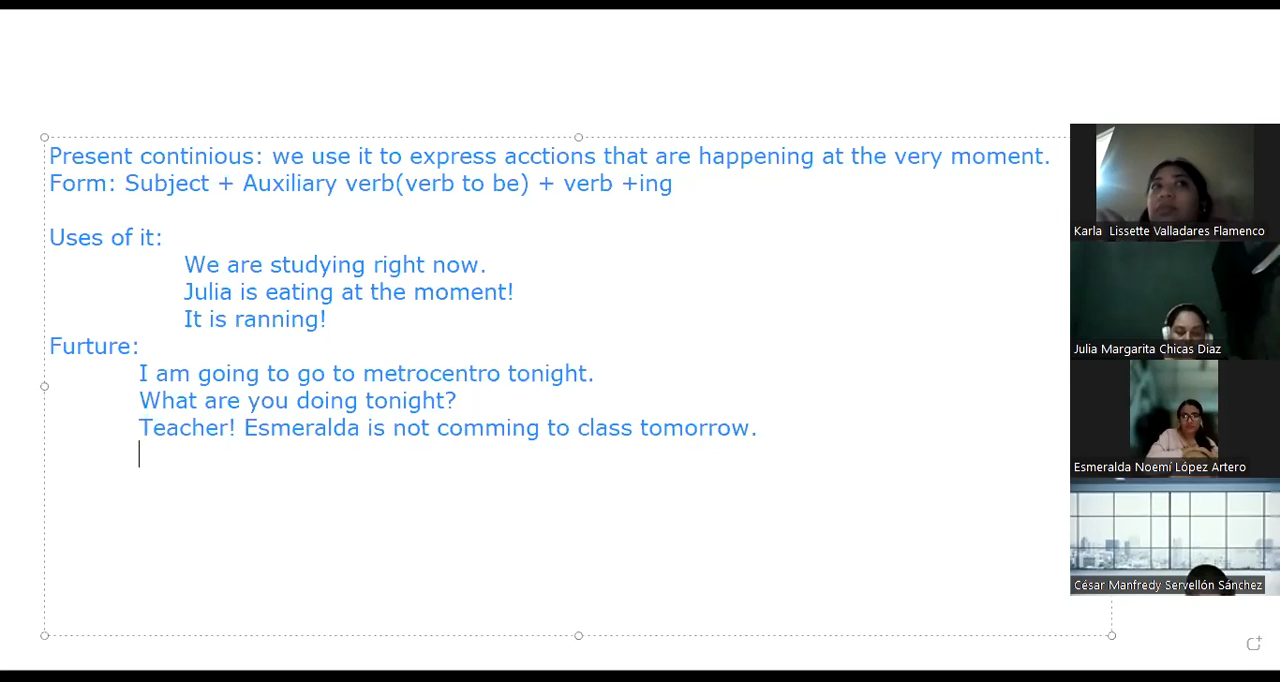 Present continious: we use it to express acctions that are happening at the very moment.
Form: Subject + Auxiliary verb(verb to be) + verb +ing
Uses of it:
We are studying right now.
Julia is eating at the moment!
It is ranning!
Furture:
I am going to go to metrocentro tonight.
What are you doing tonight?
Teacher! Esmeralda is not comming to class tomorrow.
Karla Lissette Valladares Flamenco
Julia Margarita Chicas Diaz
Esmeralda Noemí López Artero
César Manfredy Servellón Sánchez